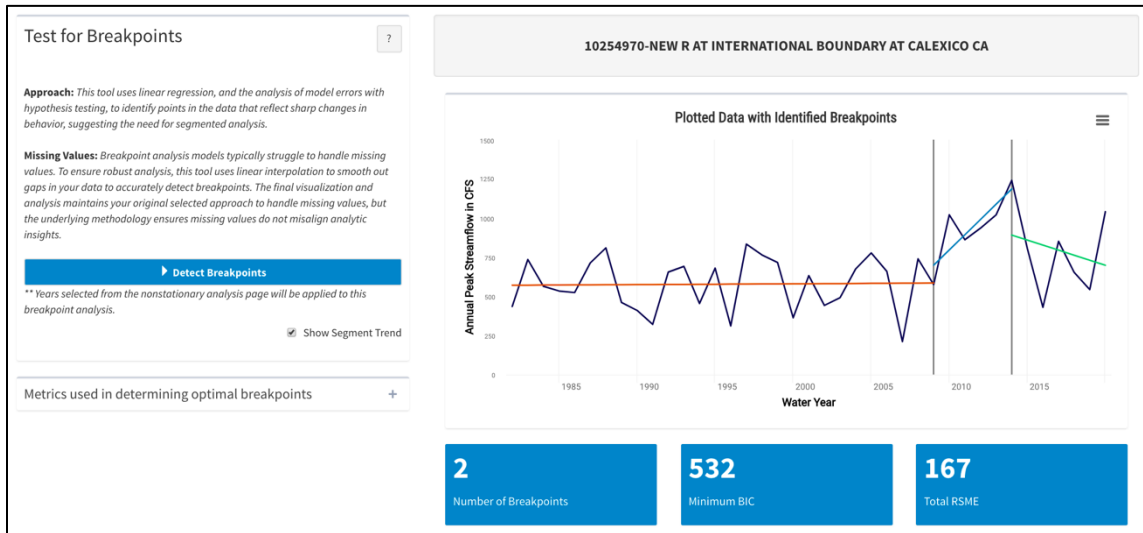 Test for Breakpoints
?
Approach: This tool uses linear regression, and the analysis of model errors with
hypothesis testing, to identify points in the data that reflect sharp changes in
behavior, suggesting the need for segmented analysis.
Missing Values: Breakpoint analysis models typically struggle to handle missing
values. To ensure robust analysis, this tool uses linear interpolation to smooth out
gaps in your data to accurately detect breakpoints. The final visualization and
analysis maintains your original selected approach to handle missing values, but
the underlying methodology ensures missing values do not misalign analytic
insights.
Detect Breakpoints
** Years selected from the nonstationary analysis page will be applied to this
breakpoint analysis.
Show Segment Trend
Metrics used in determining optimal breakpoints
+
10254970-NEW R AT INTERNATIONAL BOUNDARY AT CALEXICO CA
Plotted Data with Identified Breakpoints
Annual Peak Streamflow in CFS
1500
1250
1000
750
500
250
0
1985 1990 1995 2000 2005 2010 2015
Water Year
2
Number of Breakpoints
532
Minimum BIC
167
Total RSME